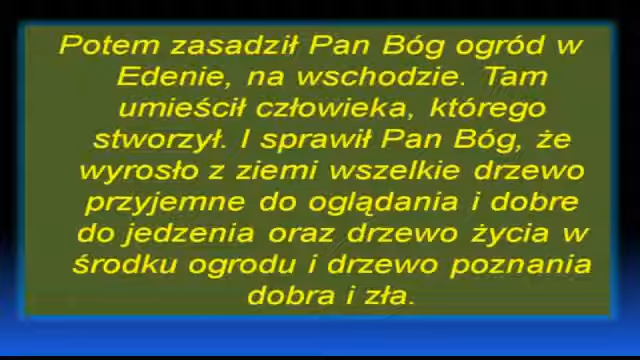 Potem zasadził Pan Bóg ogród w
Edenie, na wschodzie. Tam
umieścił człowieka, którego
stworzył. I sprawił Pan Bóg, że
wyrosło z ziemi wszelkie drzewo
przyjemne do oglądania i dobre
do jedzenia oraz drzewo życia w
środku ogrodu i drzewo poznania
dobra i zła.